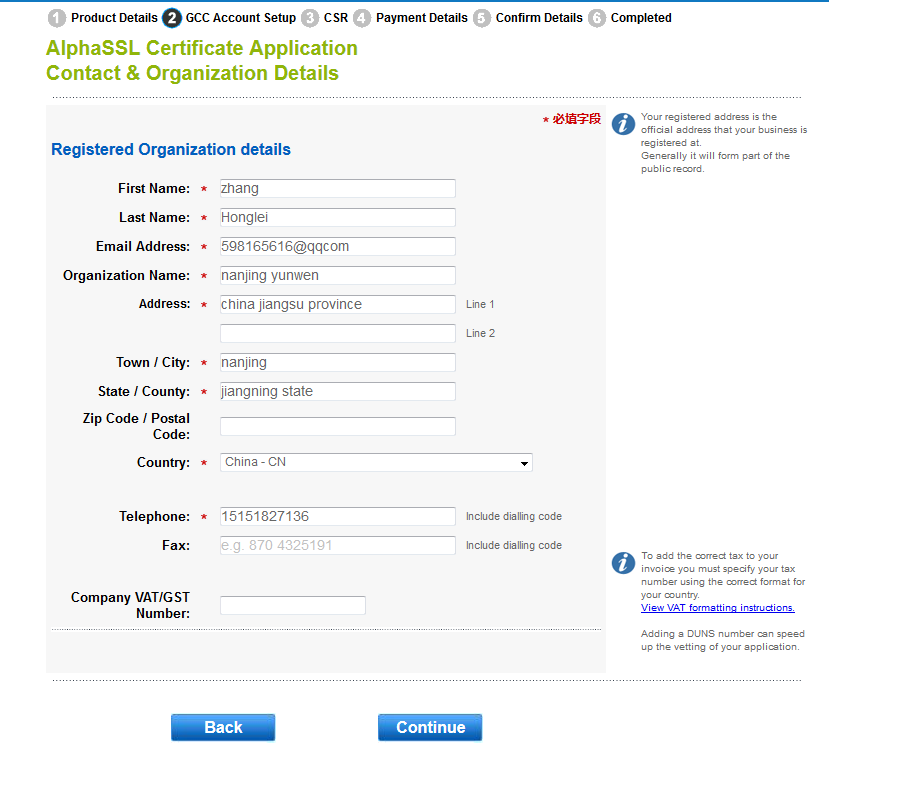 1 Product Details 2 GCC Account Setup 3 CSR 4 Payment Details 5 Confirm Details 6 Completed
AlphaSSL Certificate Application
Contact & Organization Details
* 必填字段
Your registered address is the
official address that your business is
registered at.
Generally it will form part of the
public record.
Registered Organization details
First Name: * zhang
Last Name: * Honglei
Email Address: * 598165616@qqcom
Organization Name: * nanjing yunwen
Address: * china jiangsu province Line 1
Line 2
Town / City: * nanjing
State / County: * jiangning state
Zip Code / Postal
Code:
Country: * China - CN
Telephone: * 15151827136 Include dialling code
Fax: e.g. 870 4325191 Include dialling code
To add the correct tax to your
invoice you must specify your tax
number using the correct format for
your country.
View VAT formatting instructions.
Adding a DUNS number can speed
up the vetting of your application.
Company VAT/GST
Number:
Back Continue